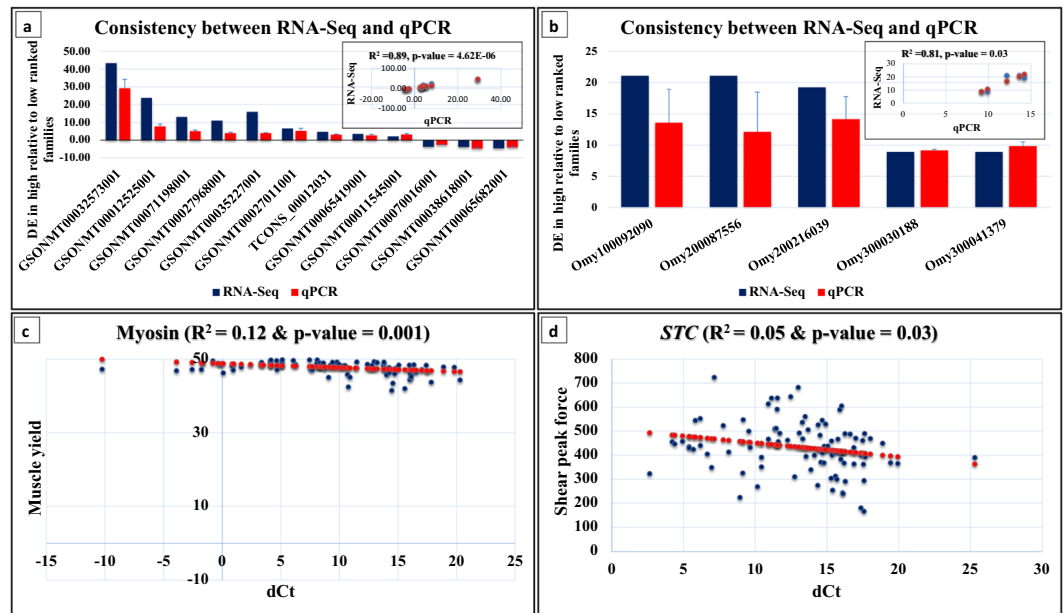 a
Consistency between RNA-Seq and qPCR
DE in high relative to low ranked
families
50.00
40.00
30.00
20.00
10.00
0.00
-10.00
R² =0.89, p-value = 4.62E-06
RNA-Seq
100.00
0.00
-100.00
-20.00
0.00
20.00
40.00
qPCR
GSONMT00032573001
GSONMT00012525001
GSONMT00071198001
GSONMT00027968001
GSONMT00035227001
GSONMT00027011001
TCONS_00012031
GSONMT00065419001
GSONMT00011545001
GSONMT00070016001
GSONMT00038618001
GSONMT00065682001
RNA-Seq
qPCR
b
Consistency between RNA-Seq and qPCR
DE in high relative to low ranked
families
25
20
15
10
5
0
R² =0.81, p-value = 0.03
RNA-Seq
30
20
10
0
0
5
10
15
qPCR
Omy100092090
Omy200087556
Omy200216039
Omy300030188
Omy300041379
RNA-Seq
qPCR
c
Myosin (R² = 0.12 & p-value = 0.001)
Muscle yield
50
30
10
-10
-15
-10
-5
0
5
10
15
20
25
dCt
d
STC (R² = 0.05 & p-value = 0.03)
Shear peak force
800
700
600
500
400
300
200
100
0
0
5
10
15
20
25
30
dCt